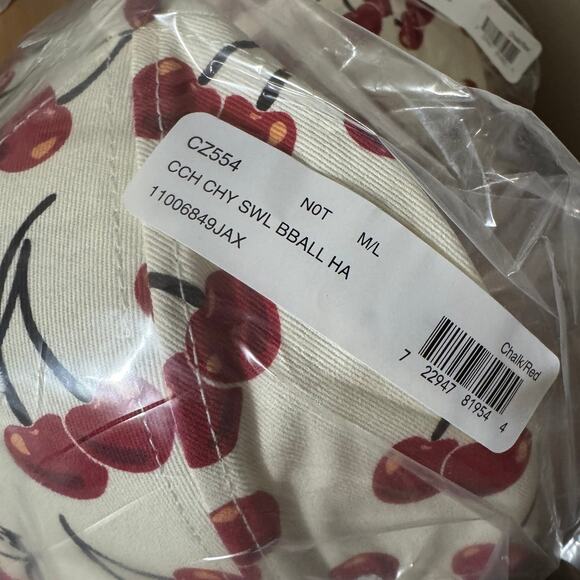 CZ554
CCH CHY SWL BBALL HA
11006849JAX
N0T M/L
Chalk/Red
7 22947 81954 4